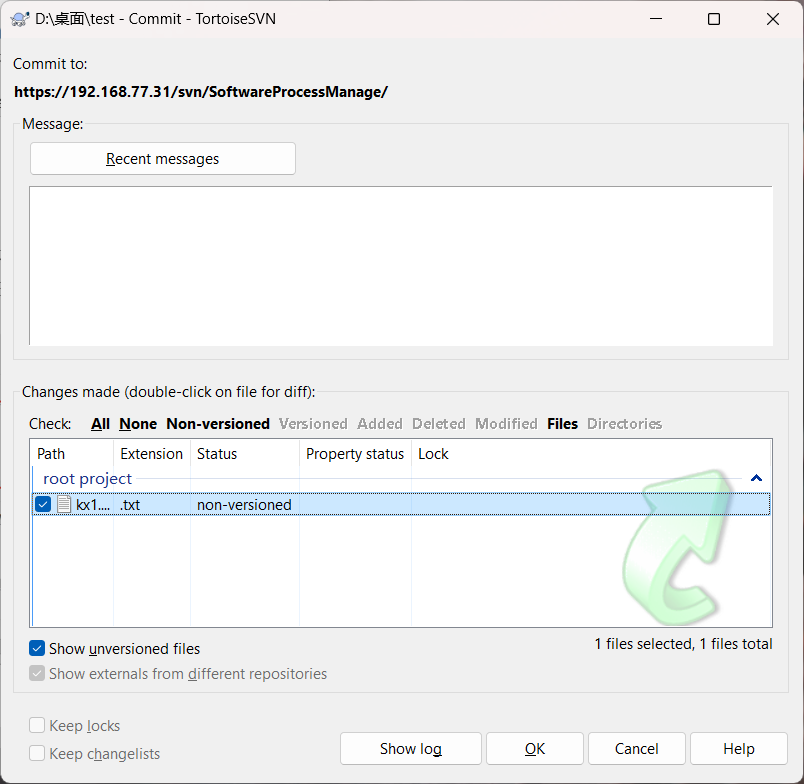 D:\桌面\test - Commit - TortoiseSVN
Commit to:
https://192.168.77.31/svn/SoftwareProcessManage/
Message:
Recent messages
Changes made (double-click on file for diff):
Check: All None Non-versioned Versioned Added Deleted Modified Files Directories
Path Extension Status Property status Lock
root project
kx1.... .txt non-versioned
Show unversioned files
1 files selected, 1 files total
Show externals from different repositories
Keep locks
Keep changelists
Show log OK Cancel Help